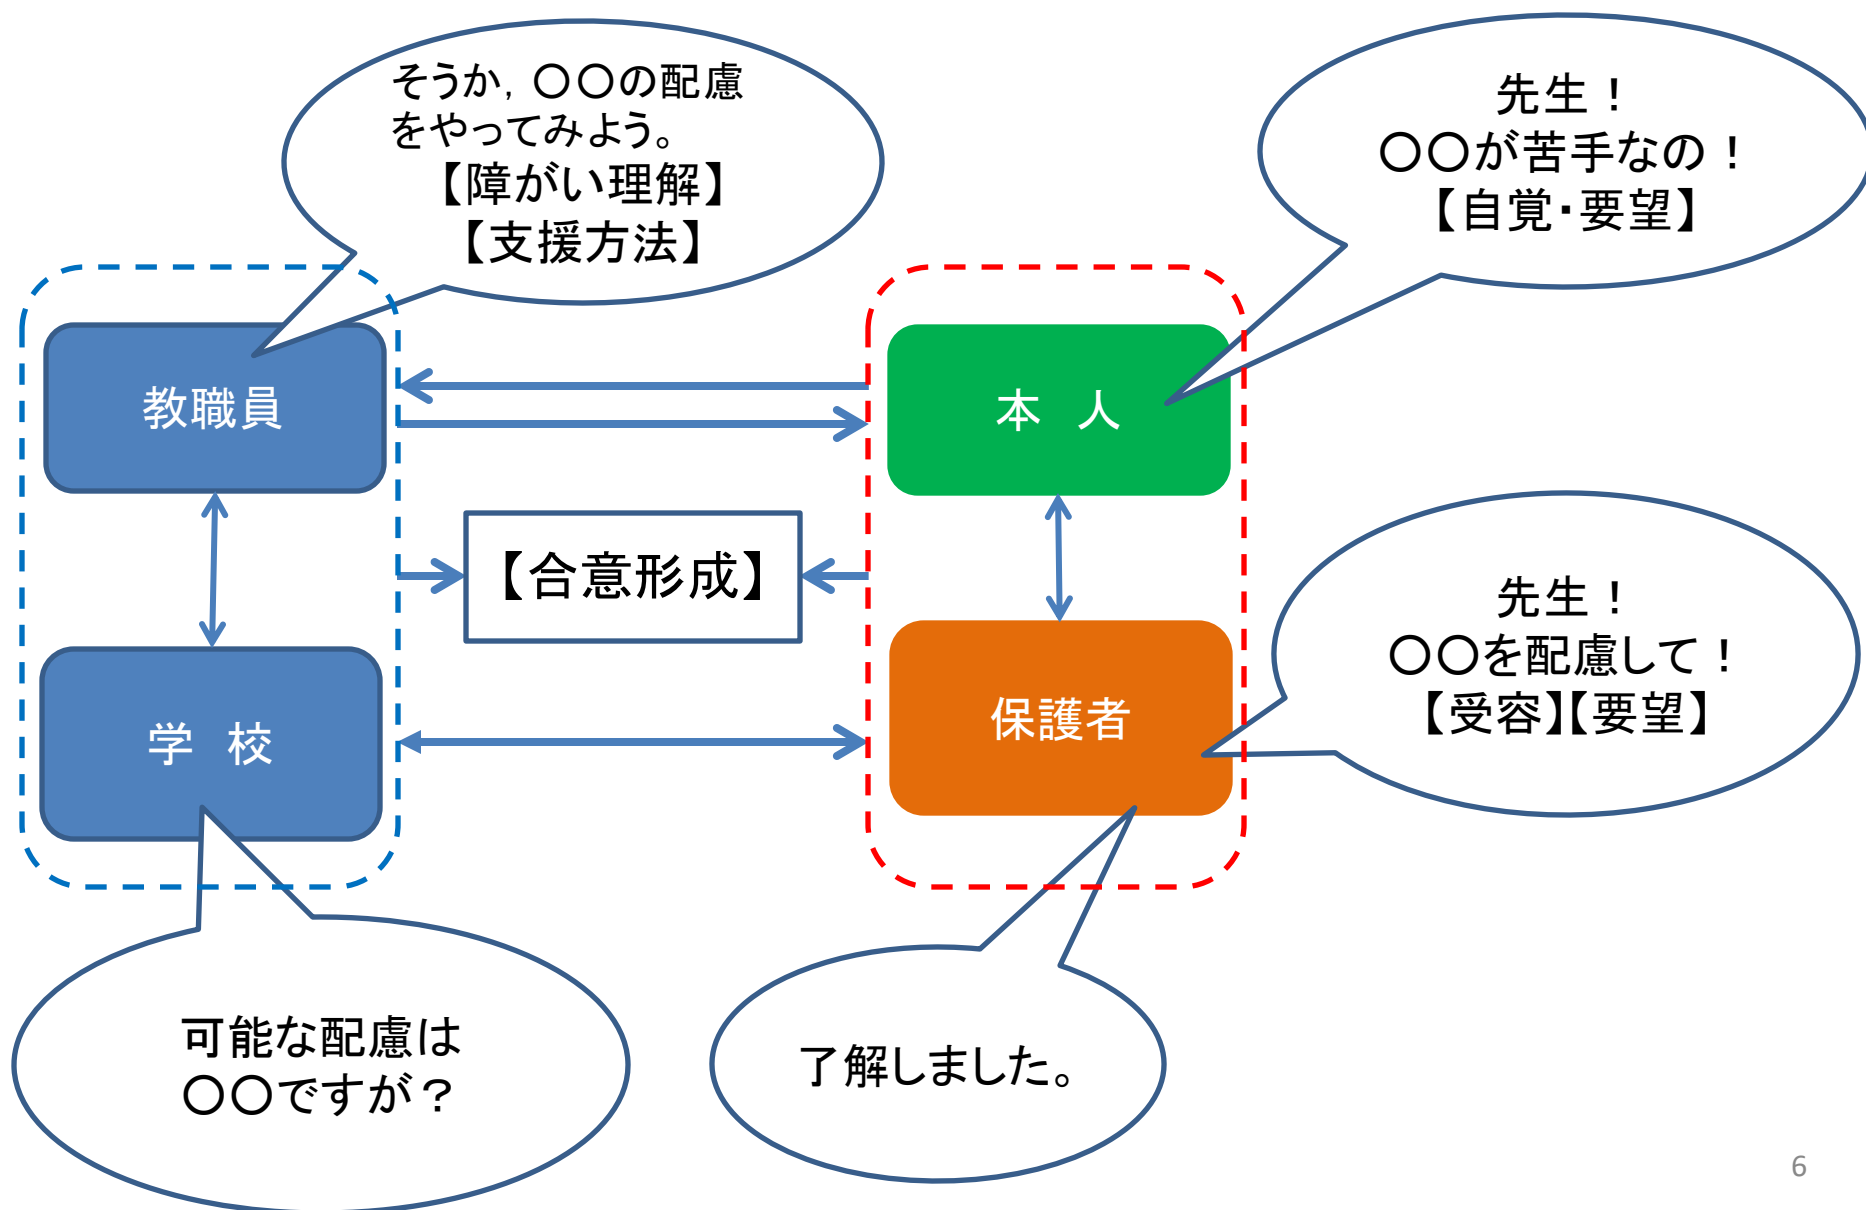 そうか，〇〇の配慮
をやってみよう。
【障がい理解】
【支援方法】
先生！
〇〇が苦手なの！
【自覚・要望】
教職員
本　人
【合意形成】
先生！
〇〇を配慮して！
【受容】【要望】
学　校
保護者
可能な配慮は
〇〇ですが？
了解しました。
6